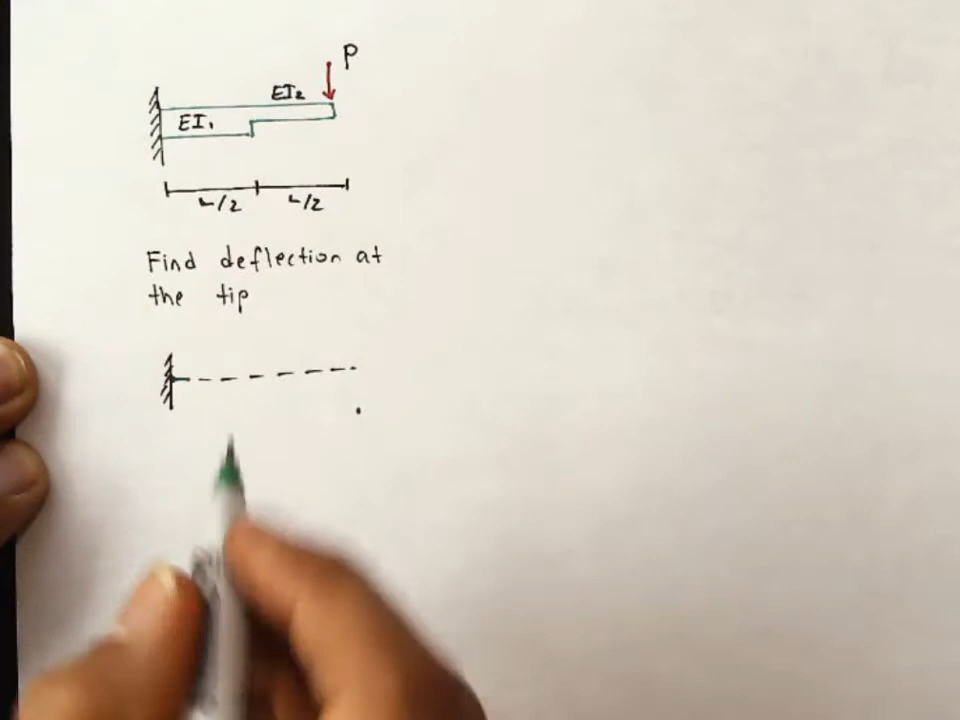 P
EI₂
EI₁
L/2 L/2
Find deflection at
the tip